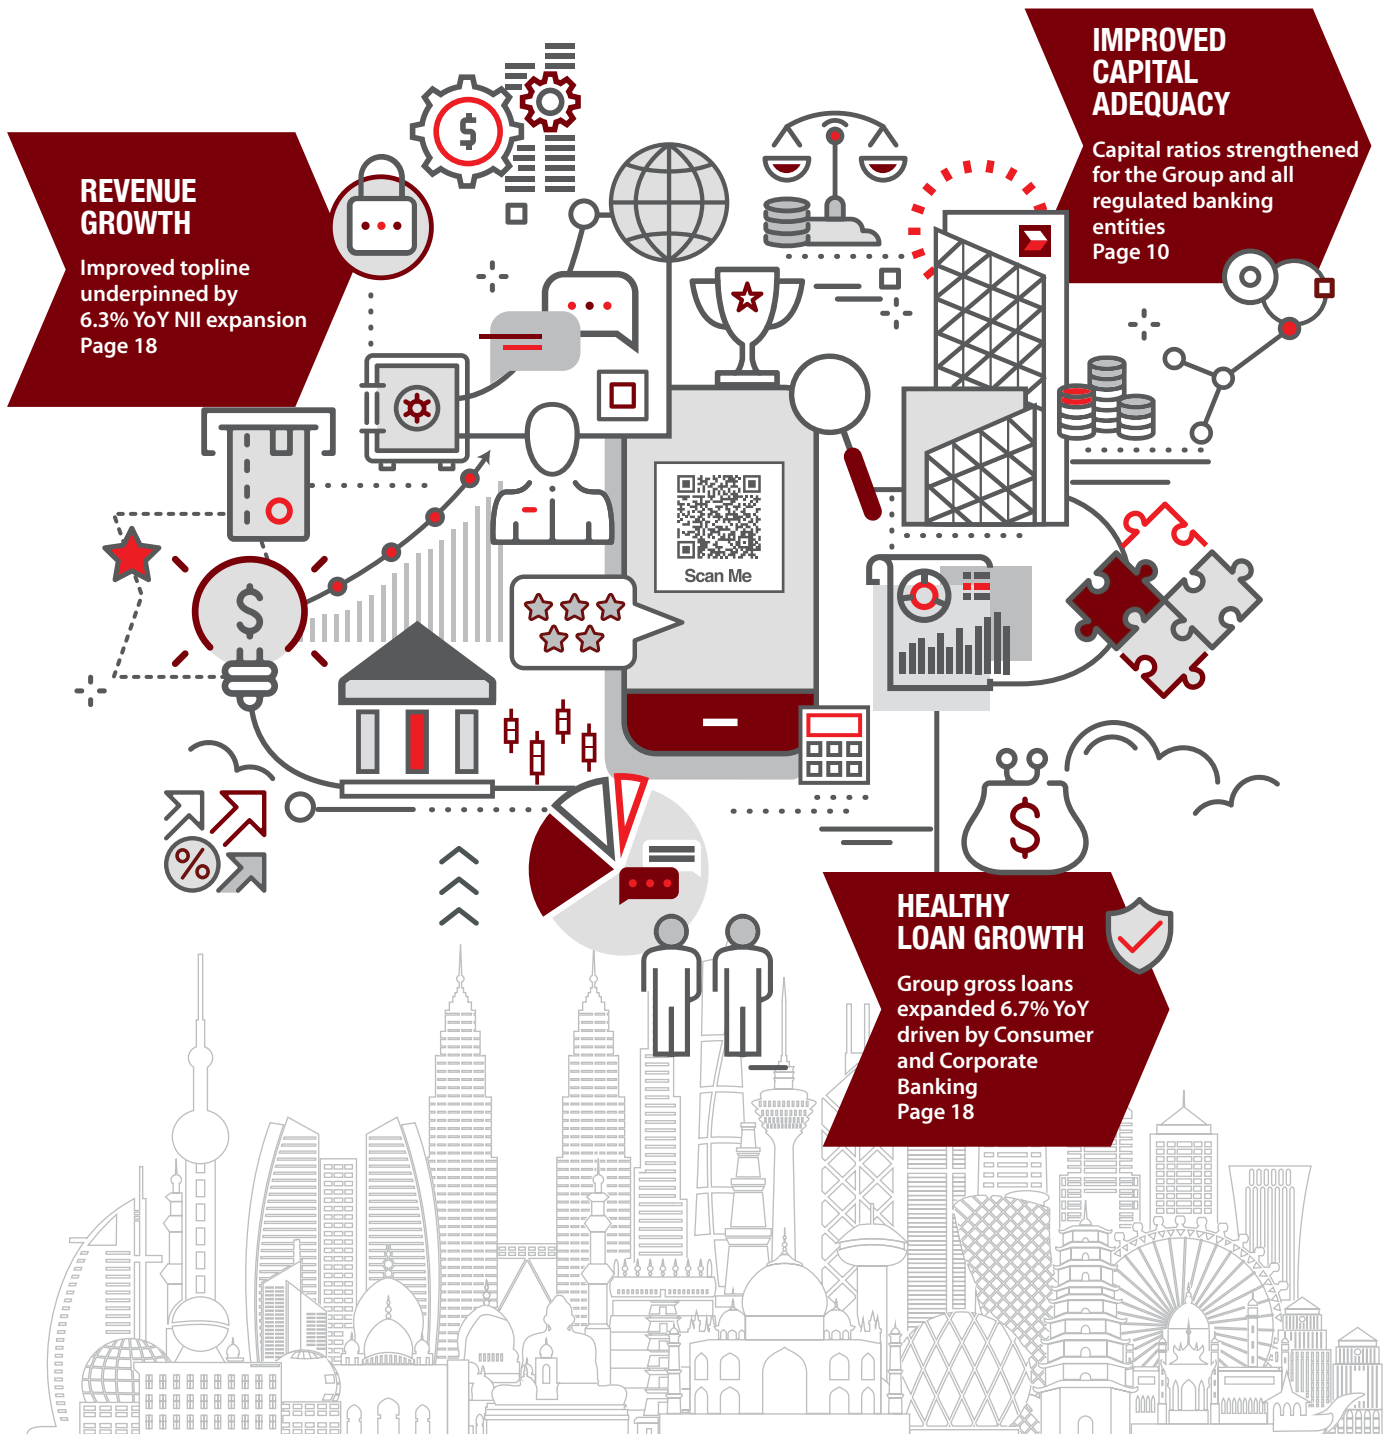 IMPROVED
CAPITAL
ADEQUACY
Capital ratios strengthened
for the Group and all
regulated banking
entities
Page 10
REVENUE
GROWTH
Improved topline
underpinned by
6.3% YoY NII expansion
Page 18
$
Scan Me
$
$
%
HEALTHY
LOAN GROWTH
Group gross loans
expanded 6.7% YoY
driven by Consumer
and Corporate
Banking
Page 18